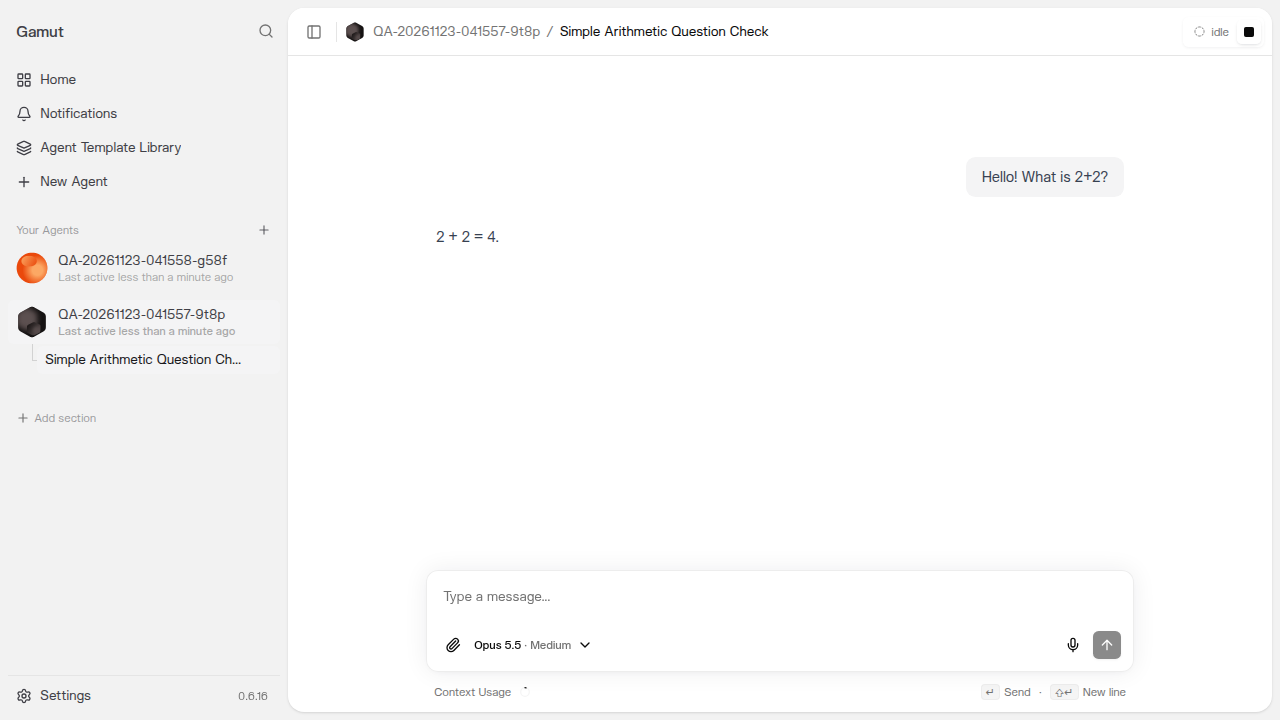 Gamut
Home
Notifications
Agent Template Library
New Agent
Your Agents
QA-20261123-041558-g58f
Last active less than a minute ago
QA-20261123-041557-9t8p
Last active less than a minute ago
Simple Arithmetic Question Ch...
Add section
Settings
0.6.16
QA-20261123-041557-9t8p / Simple Arithmetic Question Check
idle
Hello! What is 2+2?
2 + 2 = 4.
Type a message...
Opus 5.5 · Medium
Context Usage
Send · New line